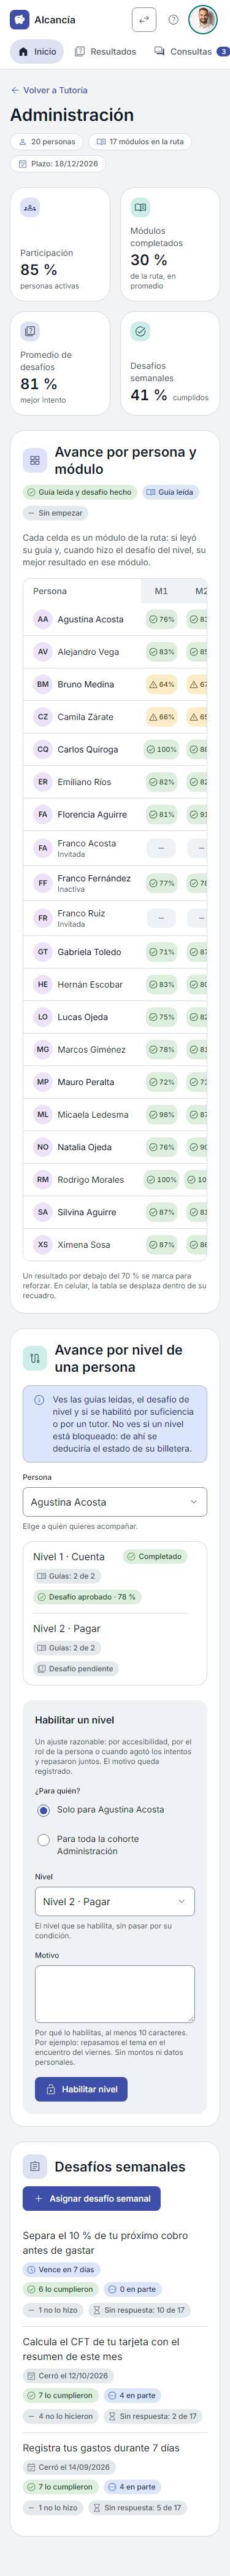 Alcancía
Inicio
Resultados
Consultas 3
Volver a Tutoría
Administración
20 personas
17 módulos en la ruta
Plazo: 18/12/2026
Participación
85 %
personas activas
Módulos
completados
30 %
de la ruta, en
promedio
Promedio de
desafíos
81 %
mejor intento
Desafíos
semanales
41 % cumplidos
Avance por persona y
módulo
Guía leída y desafío hecho
Guía leída
Sin empezar
Cada celda es un módulo de la ruta: si leyó
su guía y, cuando hizo el desafío del nivel, su
mejor resultado en ese módulo.
Persona M1
AA Agustina Acosta 76%
AV Alejandro Vega 83%
BM Bruno Medina 64%
CZ Camila Zárate 66%
CQ Carlos Quiroga 100%
ER Emiliano Ríos 82%
FA Florencia Aguirre 81%
FA Franco Acosta –
Invitada
FF Franco Fernández 77%
Inactiva
FR Franco Ruiz –
Invitada
GT Gabriela Toledo 71%
HE Hernán Escobar 83%
LO Lucas Ojeda 75%
MG Marcos Giménez 78%
MP Mauro Peralta 72%
ML Micaela Ledesma 98%
NO Natalia Ojeda 76%
RM Rodrigo Morales 100%
SA Silvina Aguirre 87%
XS Ximena Sosa 87%
Un resultado por debajo del 70 % se marca para
reforzar. En celular, la tabla se desplaza dentro de su
recuadro.
Avance por nivel de
una persona
Ves las guías leídas, el desafío de
nivel y si se habilitó por suficiencia
o por un tutor. No ves si un nivel
está bloqueado: de ahí se
deduciría el estado de su billetera.
Persona
Agustina Acosta
Elige a quién quieres acompañar.
Nivel 1 · Cuenta
Completado
Guías: 2 de 2
Desafío aprobado · 78 %
Nivel 2 · Pagar
Guías: 2 de 2
Desafío pendiente
Habilitar un nivel
Un ajuste razonable: por accesibilidad, por el
rol de la persona o cuando agotó los intentos
y repasaron juntos. El motivo queda
registrado.
¿Para quién?
Solo para Agustina Acosta
Para toda la cohorte
Administración
Nivel
Nivel 2 · Pagar
El nivel que se habilita, sin pasar por su
condición.
Motivo
Por qué lo habilitas, al menos 10 caracteres.
Por ejemplo: repasamos el tema en el
encuentro del viernes. Sin montos ni datos
personales.
Habilitar nivel
Desafíos semanales
Asignar desafío semanal
Separa el 10 % de tu próximo cobro
antes de gastar
Vence en 7 días
6 lo cumplieron
0 en parte
1 no lo hizo
Sin respuesta: 10 de 17
Calcula el CFT de tu tarjeta con el
resumen de este mes
Cerró el 12/10/2026
7 lo cumplieron
4 en parte
4 no lo hicieron
Sin respuesta: 2 de 17
Registra tus gastos durante 7 días
Cerró el 14/09/2026
7 lo cumplieron
4 en parte
1 no lo hizo
Sin respuesta: 5 de 17